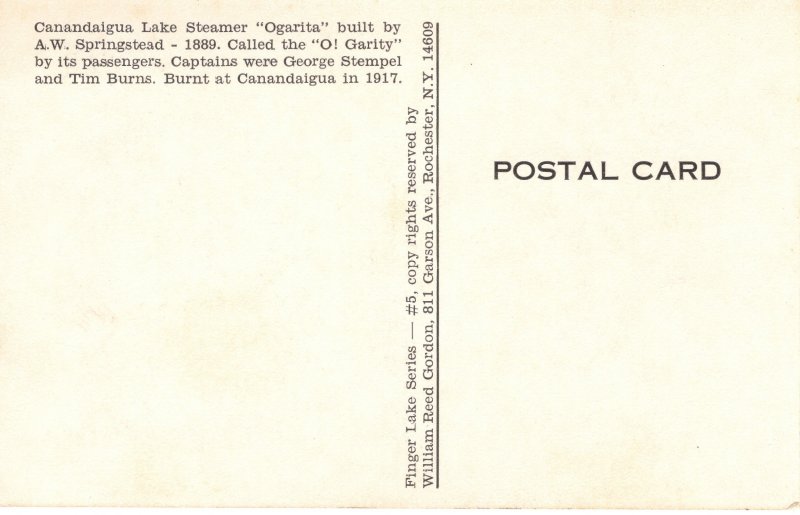 Canandaigua Lake Steamer "Ogarita" built by
A.W. Springstead - 1889. Called the "O! Garity"
by its passengers. Captains were George Stempel
and Tim Burns. Burnt at Canandaigua in 1917.
Finger Lake Series — #5, copy rights reserved by
William Reed Gordon, 811 Garson Ave., Rochester, N.Y. 14609
POSTAL CARD